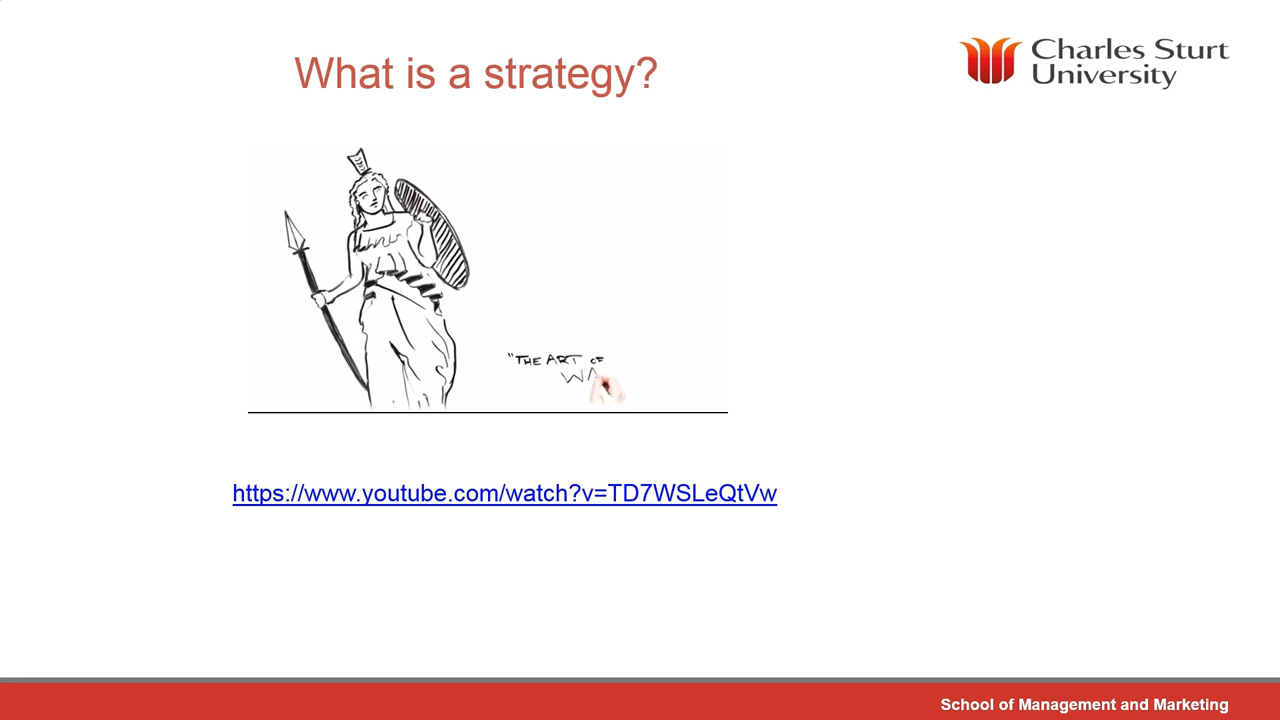 What is a strategy?
Charles Sturt
University
"THE ART OF
WA
https://www.youtube.com/watch?v=TD7WSLeQtVw
School of Management and Marketing